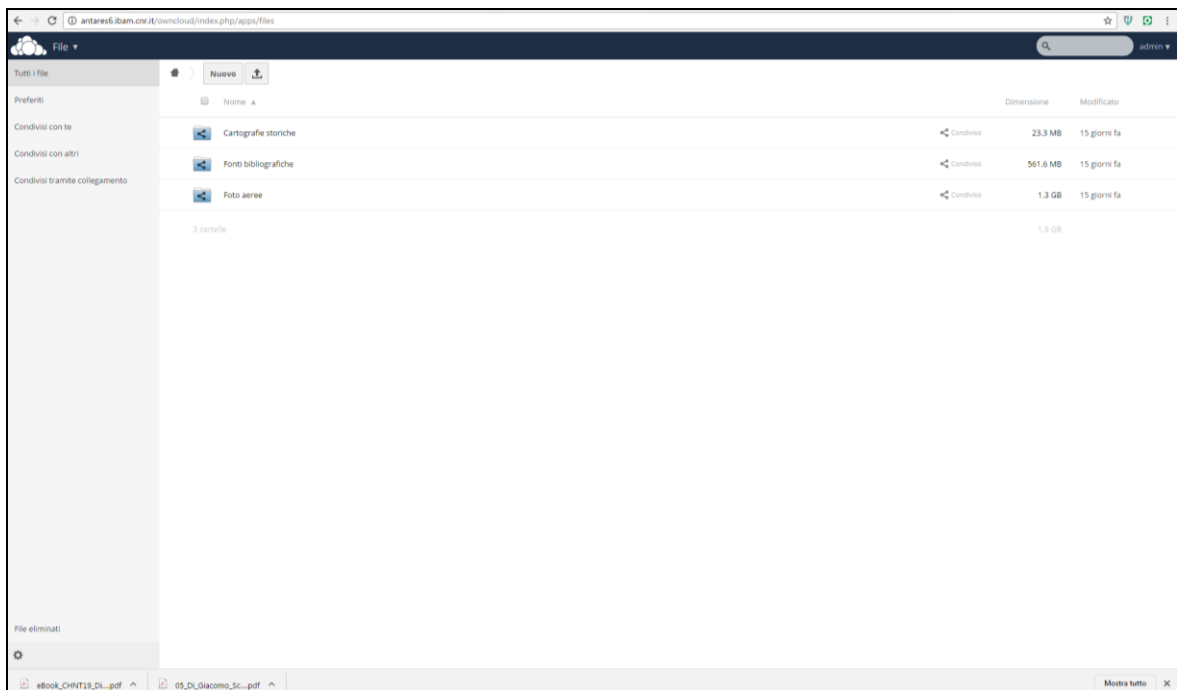 antares6.ibam.cnr.it/owncloud/index.php/apps/files
File ▾ admin ▾
Tutti i file
Nuovo
Preferiti
Nome ▲ Dimensione Modificato
Condivisi con te
Cartografie storiche Condiviso 23.3 MB 15 giorni fa
Condivisi con altri
Fonti bibliografiche Condiviso 561.6 MB 15 giorni fa
Condivisi tramite collegamento
Foto aeree Condiviso 1.3 GB 15 giorni fa
3 cartelle 1.9 GB
File eliminati
eBook_CHNT19_Di....pdf 05_Di_Giacomo_Sc....pdf Mostra tutto